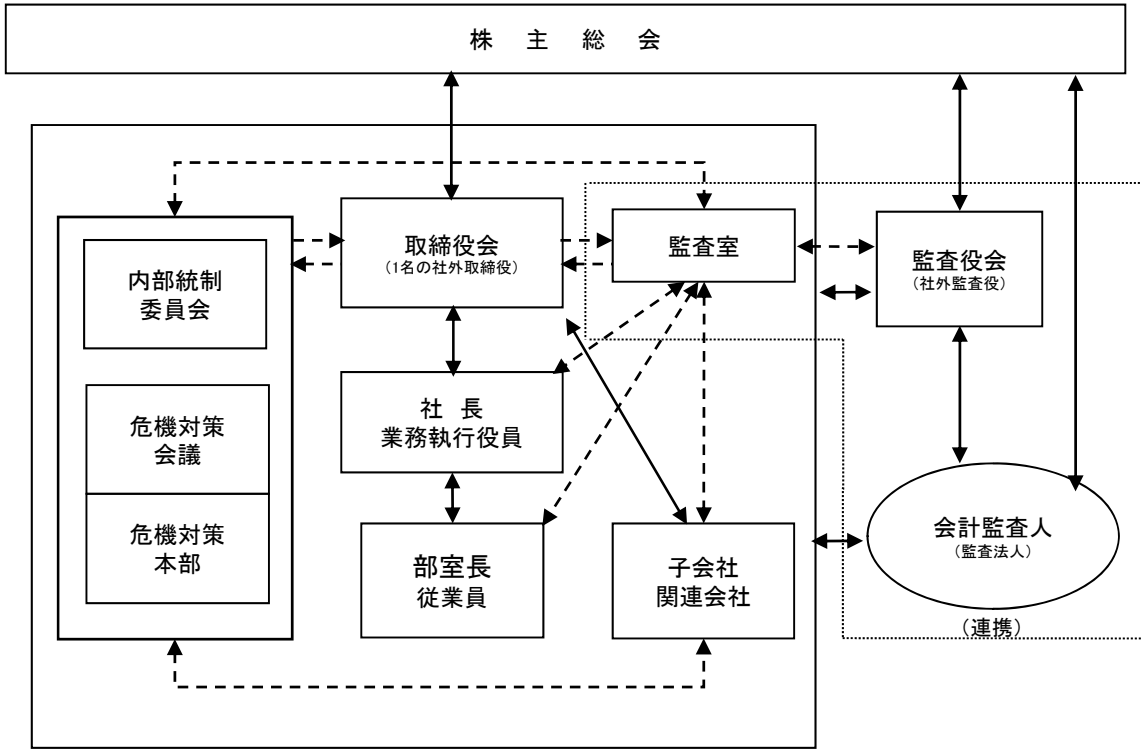 株 主 総 会
取締役会
(1名の社外取締役)
監査室
監査役会
(社外監査役)
内部統制
委員会
社 長
業務執行役員
危機対策
会議
危機対策
本部
部室長
従業員
子会社
関連会社
会計監査人
(監査法人)
(連携)